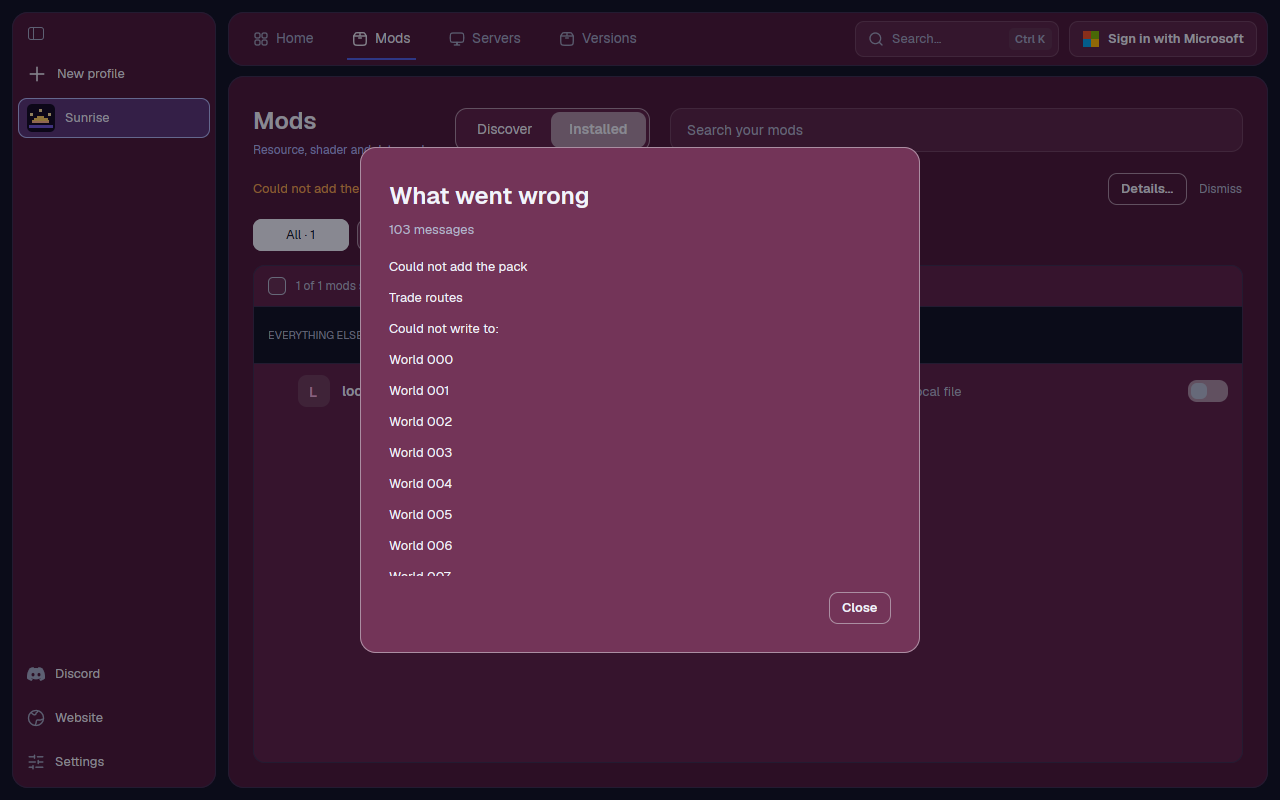 New profile
Sunrise
Discord
Website
Settings
Home
Mods
Servers
Versions
Search...
Ctrl K
Sign in with Microsoft
Mods
Resource, shader and
Discover
Installed
Search your mods
Could not add the
Details...
Dismiss
All · 1
1 of 1 mods
EVERYTHING ELSE
L
local file
What went wrong
103 messages
Could not add the pack
Trade routes
Could not write to:
World 000
World 001
World 002
World 003
World 004
World 005
World 006
World 007
Close